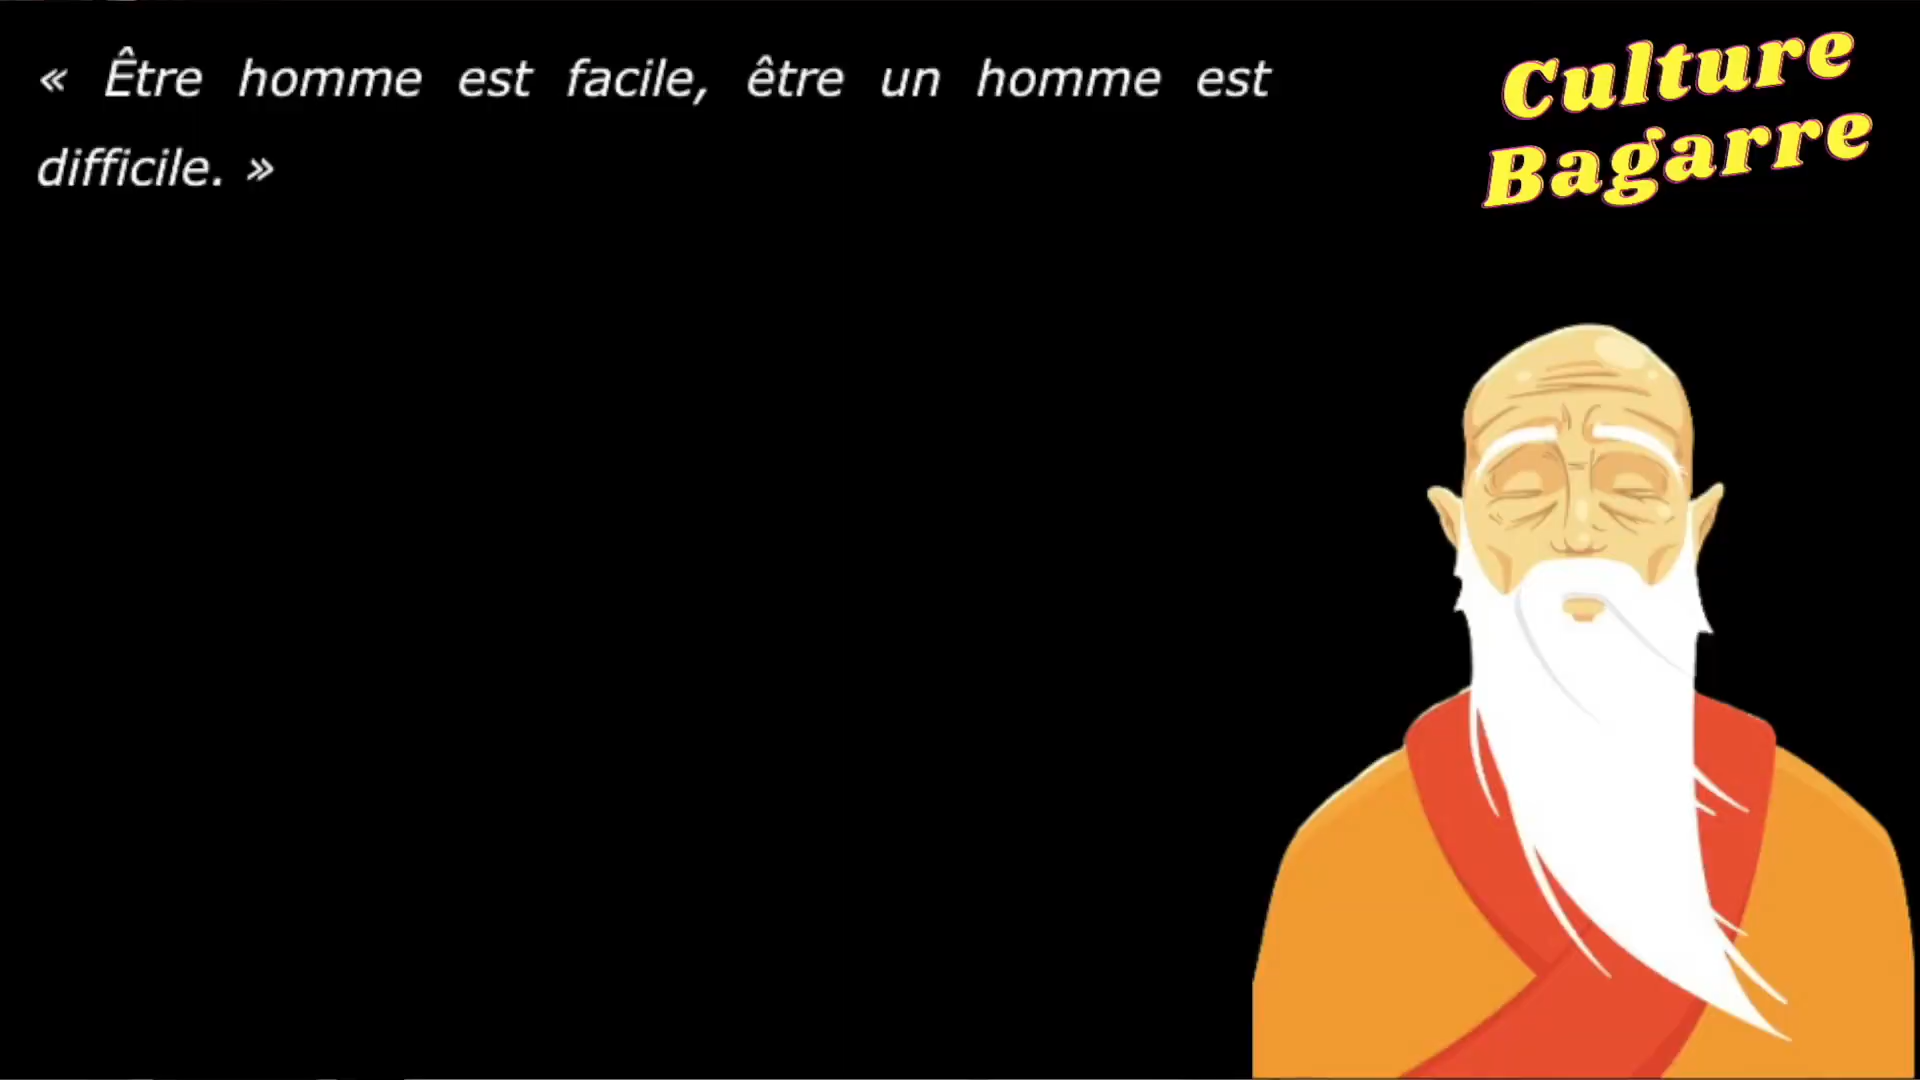 « Être homme est facile, être un homme est
difficile. »
Culture
Bagarre